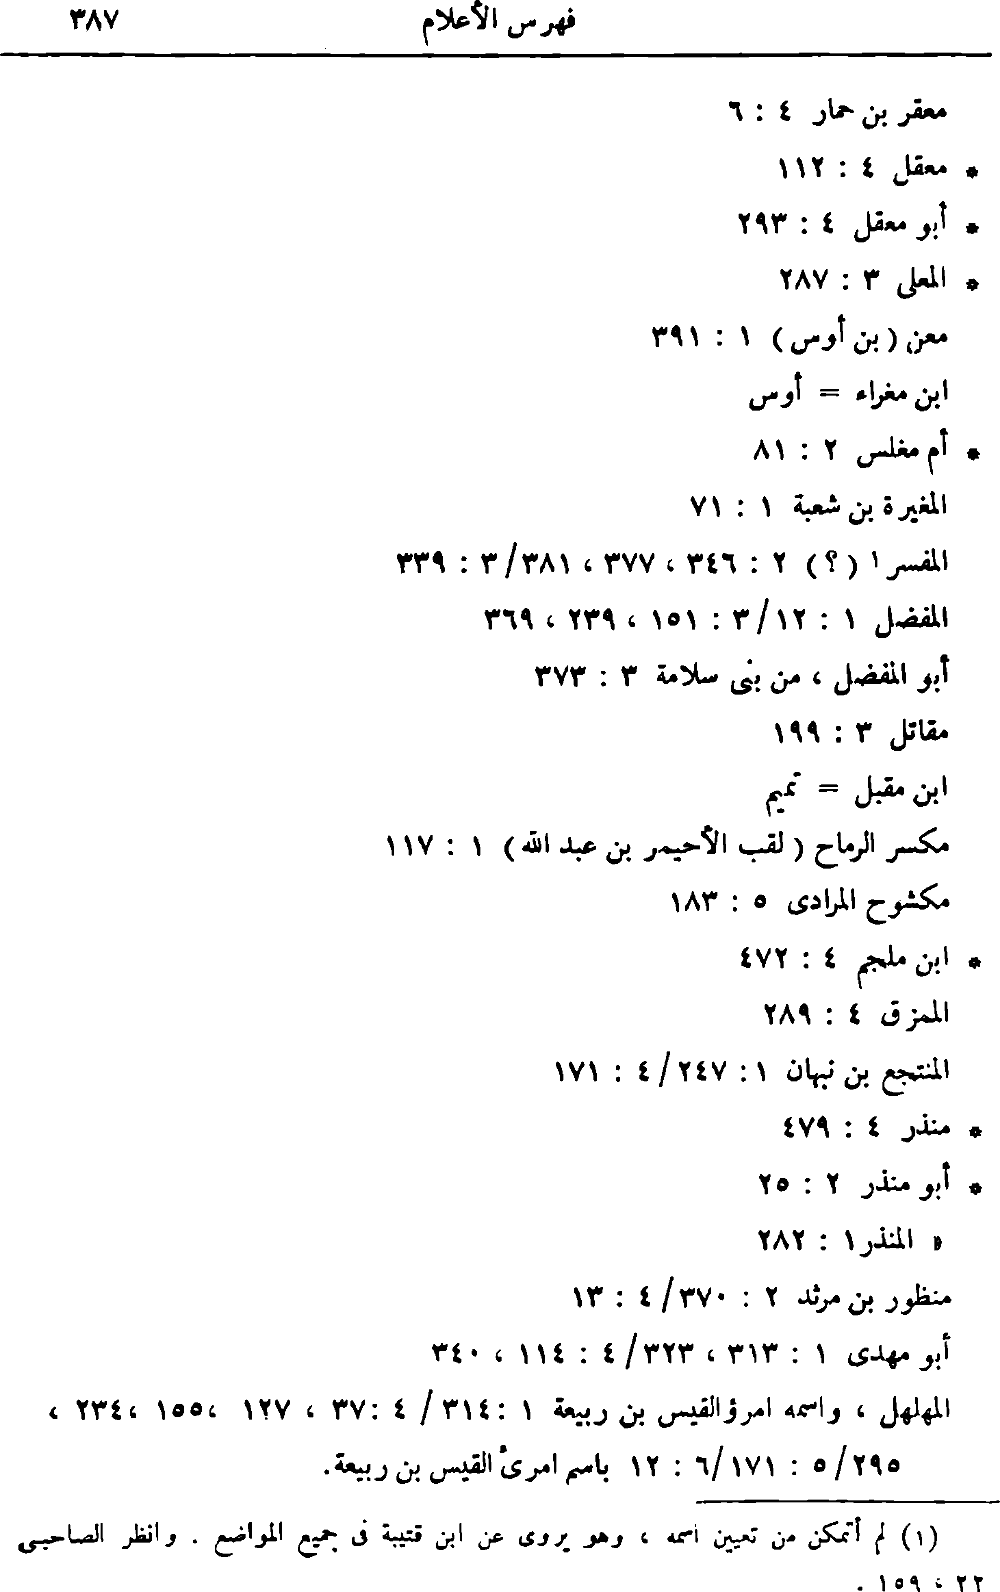 فهرس الأعلام ٣٨٧
معقر بن حمار ٤ : ٦
* معقل ٤ : ١١٢
* أبو معقل ٤ : ٢٩٣
* المعلى ٣ : ٢٨٧
معن ( بن أوس ) ١ : ٣٩١
ابن مغراء = أوس
* أم مغلس ٢ : ٨١
المغيرة بن شعبة ١ : ٧١
المفسر١ ( ؟ ) ٢ : ٣٤٦ ، ٣٧٧ ، ٣٨١/ ٣ : ٣٣٩
المفضل ١ : ١٢/ ٣ : ١٥١ ، ٢٣٩ ، ٣٦٩
أبو المفضل ، من بنى سلامة ٣ : ٣٧٣
مقاتل ٣ : ١٩٩
ابن مقبل = تميم
مكسر الرماح ( لقب الأحيمر بن عبد الله ) ١ : ١١٧
مكشوح المرادى ٥ : ١٨٣
* ابن ملجم ٤ : ٤٧٢
الممزق ٤ : ٢٨٩
المنتجع بن نبهان ١ : ٢٤٧/ ٤ : ١٧١
* منذر ٤ : ٤٧٩
* أبو منذر ٢ : ٢٥
« المنذر ١ : ٢٨٢
منظور بن مرثد ٢ : ٣٧٠/ ٤ : ١٣
أبو مهدى ١ : ٣١٣ ، ٣٢٣/ ٤ : ١١٤ ، ٣٤٠
المهلهل ، واسمه امرؤ القيس بن ربيعة ١ : ٣١٤/ ٤ : ٣٧ ، ١٢٧ ، ١٥٥ ، ٢٣٤ ،
٢٩٥/ ٥ : ١٧١/ ٦ : ١٢ باسم امرئ القيس بن ربيعة.
(١) لم أتمكن من تعيين اسمه ، وهو يروى عن ابن قتيبة فى جميع المواضع . وانظر الصاحبى
٢٢ ، ١٥٩ .